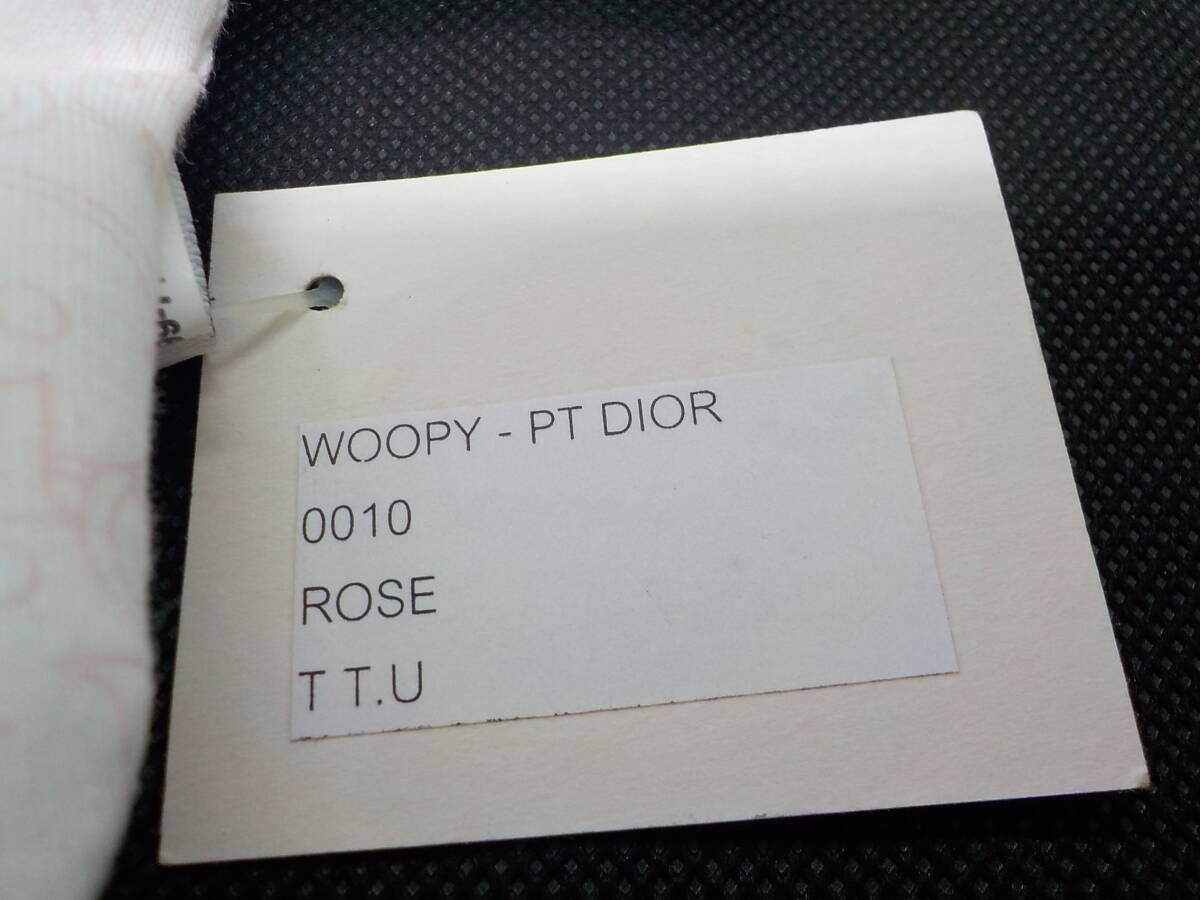 WOOPY - PT DIOR
0010
ROSE
T T.U